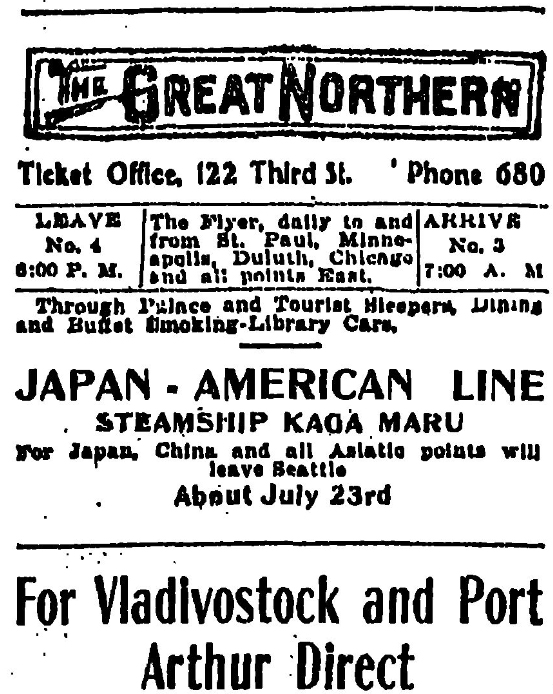 THE GREAT NORTHERN
Ticket Office, 122 Third St. Phone 680
LEAVE
No. 4
6:00 P. M.
The Flyer, daily to and
from St. Paul, Minne-
apolis, Duluth, Chicago
and all points East.
ARRIVE
No. 3
7:00 A. M
Through Palace and Tourist Sleepers, Dining
and Buffet Smoking-Library Cars.
JAPAN - AMERICAN LINE
STEAMSHIP KAGA MARU
For Japan, China and all Asiatic points will
leave Seattle
About July 23rd
For Vladivostock and Port
Arthur Direct